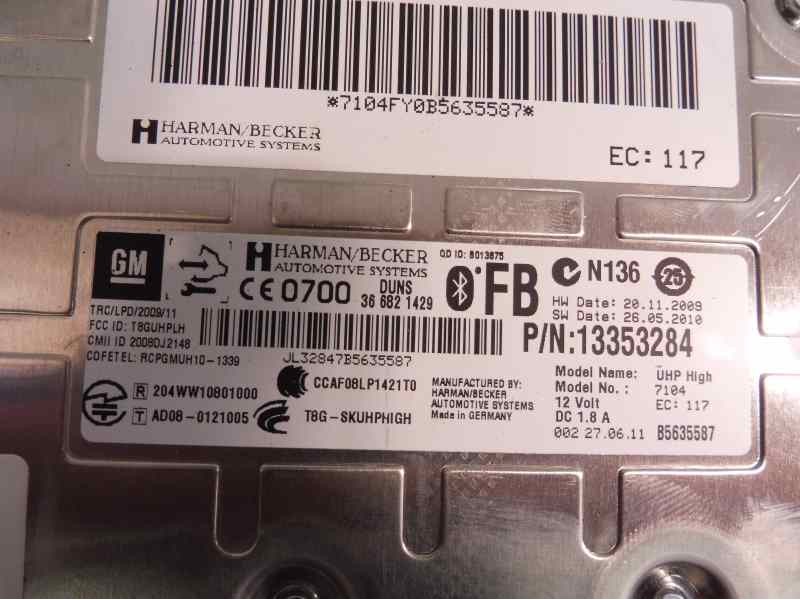 *7104FY0B5635587*
HARMAN/BECKER
AUTOMOTIVE SYSTEMS
EC: 117
GM
HARMAN/BECKER
AUTOMOTIVE SYSTEMS
QD ID: B013675
N136
25
CE 0700
DUNS
36 682 1429
FB
HW Date: 20.11.2009
SW Date: 26.05.2010
TRC/LPD/2009/11
FCC ID: T8GUHPLH
CMII ID 2008DJ2148
COFETEL: RCPGMUH10-1339
JL32847B5635587
P/N:13353284
R 204WW10801000
T AD08-0121005
CCAF08LP1421T0
T8G-SKUHPHIGH
MANUFACTURED BY:
HARMAN/BECKER
AUTOMOTIVE SYSTEMS
Made in GERMANY
Model Name: UHP High
Model No.: 7104
12 Volt EC: 117
DC 1.8 A
002 27.06.11 B5635587